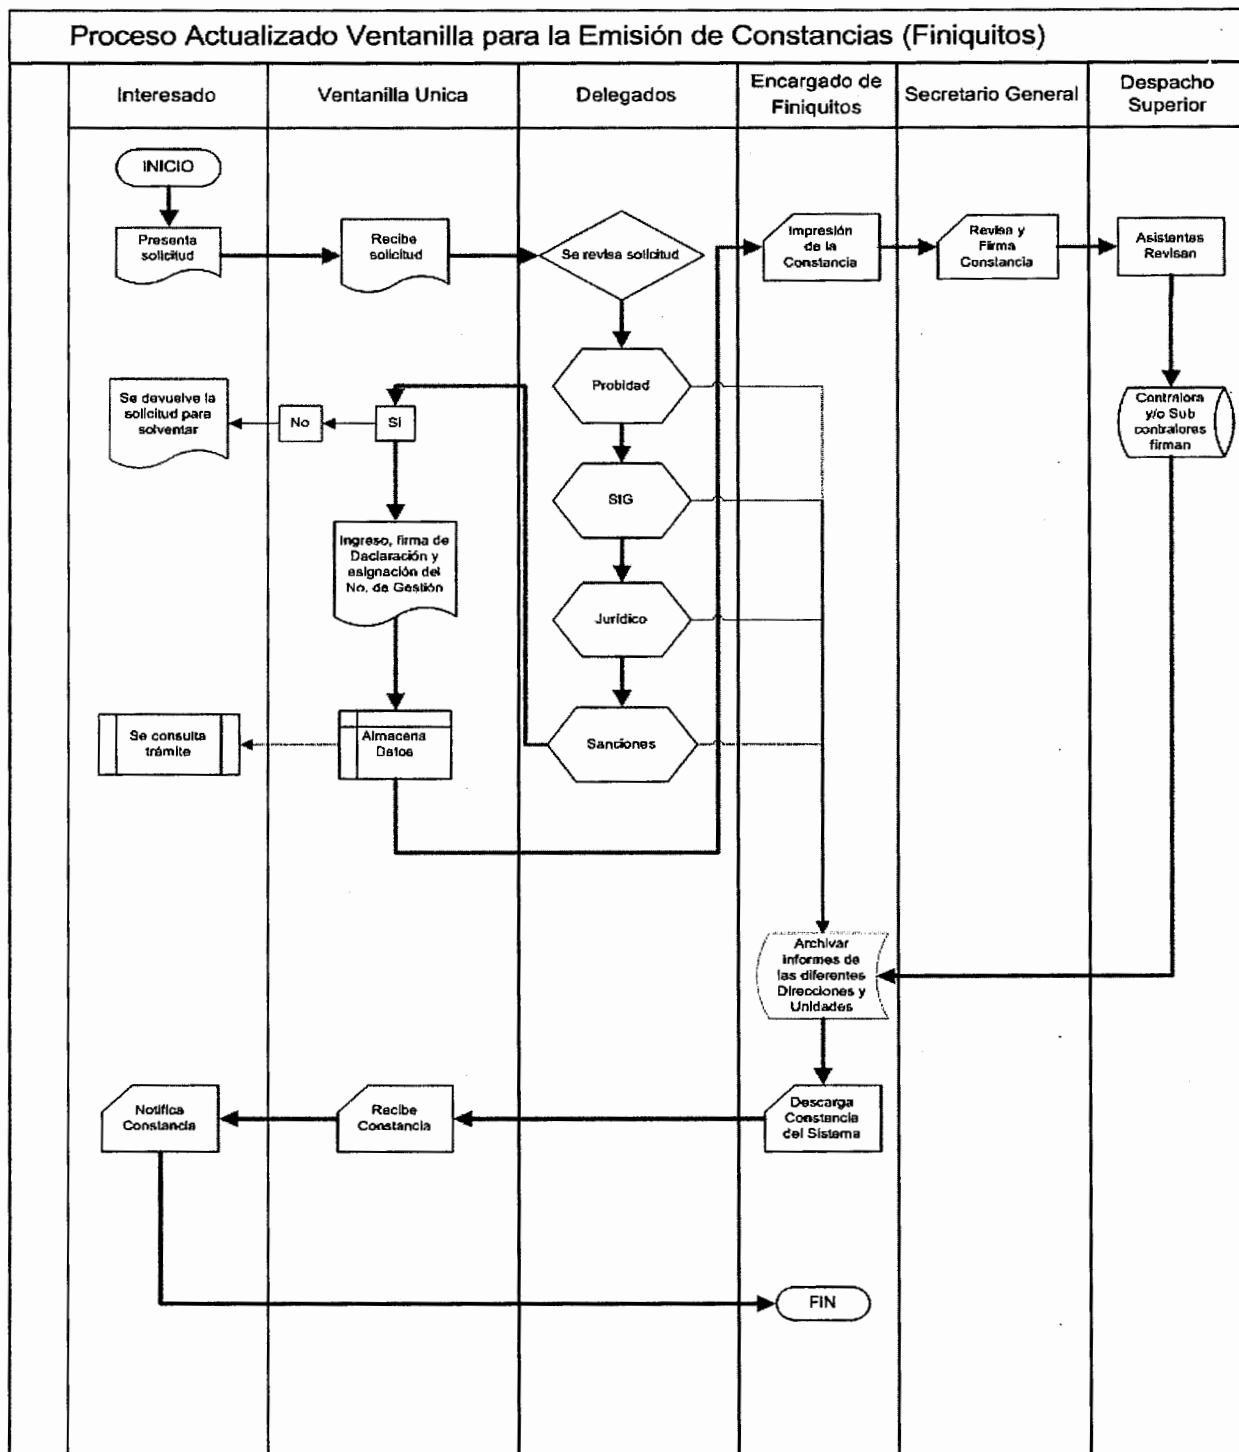 Proceso Actualizado Ventanilla para la Emisión de Constancias (Finiquitos)
Interesado
Ventanilla Unica
Delegados
Encargado de
Finiquitos
Secretario General
Despacho
Superior
INICIO
Presenta
solicitud
Recibe
solicitud
Se revisa solicitud
Impresión
de la
Constancia
Revisa y
Firma
Constancia
Asistentes
Revisan
Probidad
Se devuelve la
solicitud para
solventar
No
SI
Contralora
y/o Sub
contralores
firman
SIG
Ingreso, firma de
Daclaración y
asignación del
No. de Gestión
Jurídico
Se consulta
trámite
Almacena
Datos
Sanciones
Archivar
informes de
las diferentes
Direcciones y
Unidades
Notifica
Constancia
Recibe
Constancia
Descarga
Constancia
del Sistema
FIN